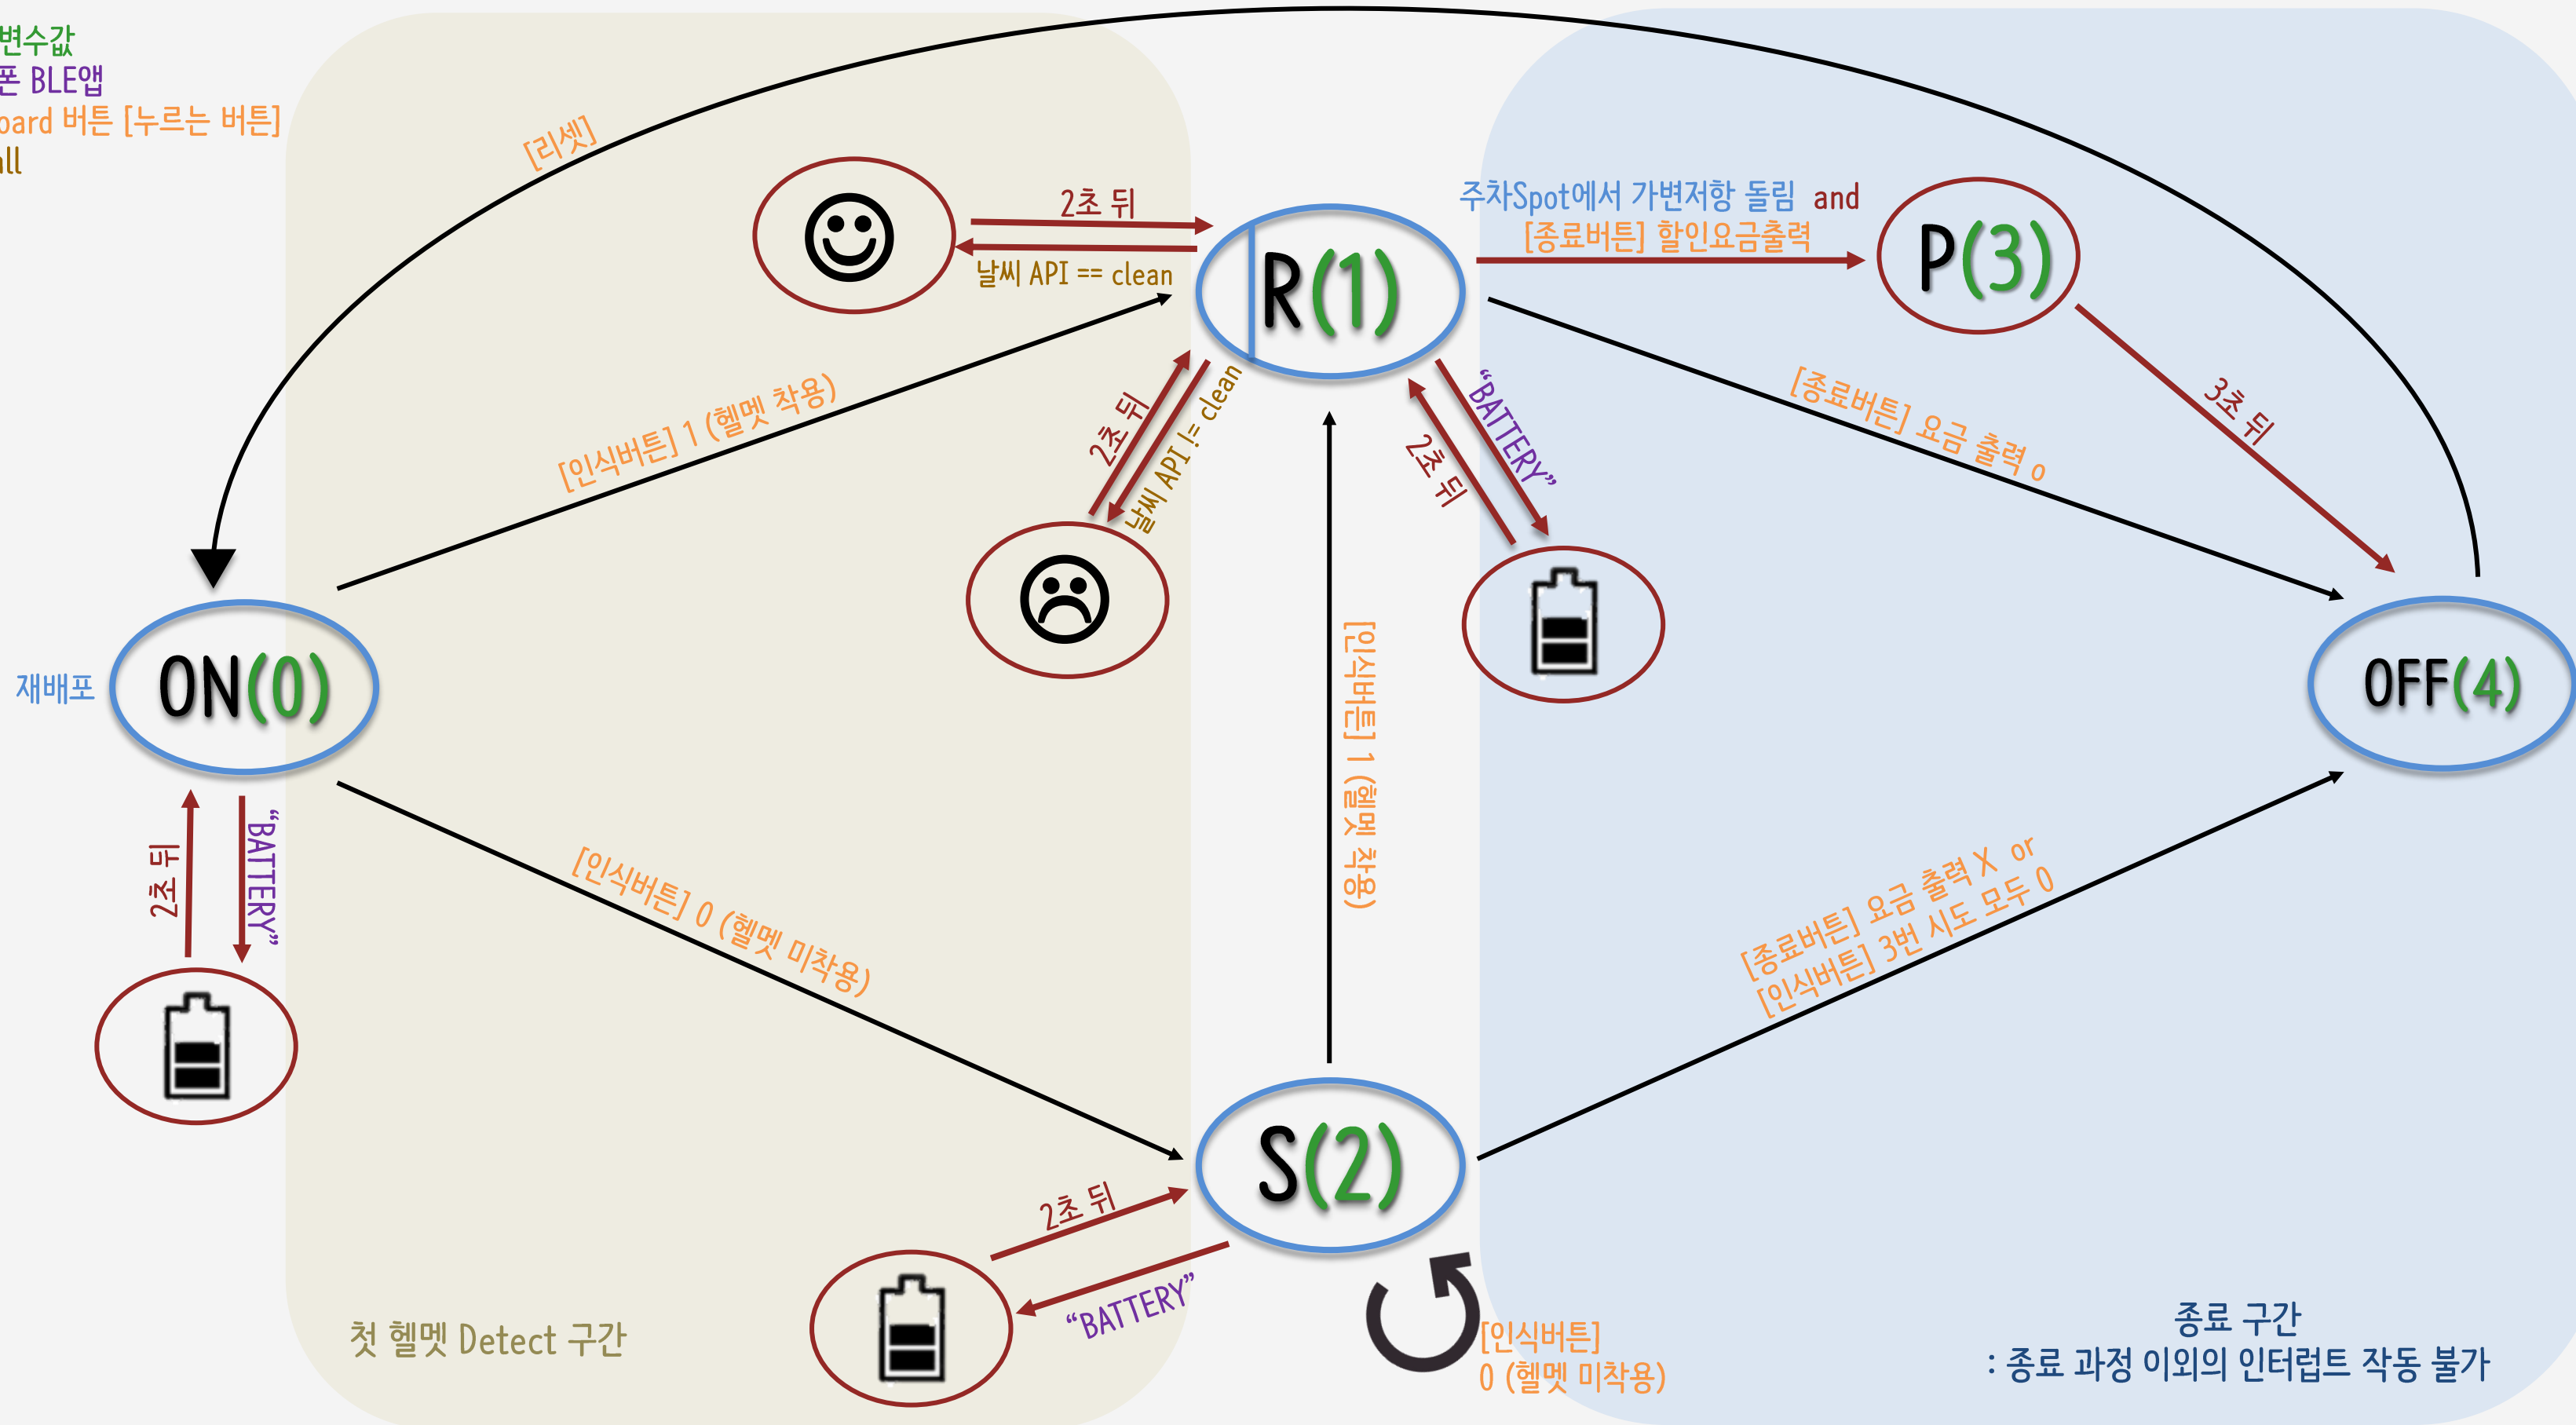 변수값
폰 BLE앱
oard 버튼 [누르는 버튼]
all
[리셋]
2초 뒤
날씨 API == clean
R(1)
주차Spot에서 가변저항 돌림 and
[종료버튼] 할인요금출력
P(3)
[인식버튼] 1 (헬멧 착용)
2초 뒤
날씨 API != clean
"BATTERY"
2초 뒤
[종료버튼] 요금 출력 o
3초 뒤
재배포
ON(0)
[인식버튼] 1 (헬멧 착용)
OFF(4)
2초 뒤
"BATTERY"
[인식버튼] 0 (헬멧 미착용)
[종료버튼] 요금 출력 X or
[인식버튼] 3번 시도 모두 0
S(2)
2초 뒤
"BATTERY"
[인식버튼]
0 (헬멧 미착용)
첫 헬멧 Detect 구간
종료 구간
: 종료 과정 이외의 인터럽트 작동 불가